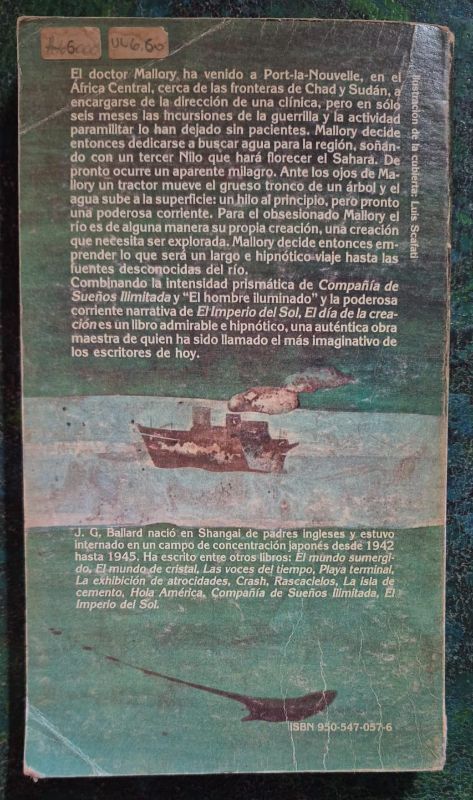 UU6.60
El doctor Mallory ha venido a Port-la-Nouvelle, en el
África Central, cerca de las fronteras de Chad y Sudán, a
encargarse de la dirección de una clínica, pero en sólo
seis meses las incursiones de la guerrilla y la actividad
paramilitar lo han dejado sin pacientes. Mallory decide
entonces dedicarse a buscar agua para la región, soñan-
do con un tercer Nilo que hará florecer el Sahara. De
pronto ocurre un aparente milagro. Ante los ojos de Ma-
llory un tractor mueve el grueso tronco de un árbol y el
agua sube a la superficie: un hilo al principio, pero pronto
una poderosa corriente. Para el obsesionado Mallory el
río es de alguna manera su propia creación, una creación
que necesita ser explorada. Mallory decide entonces em-
prender lo que será un largo e hipnótico viaje hasta las
fuentes desconocidas del río.
Combinando la intensidad prismática de Compañía de
Sueños Ilimitada y "El hombre iluminado" y la poderosa
corriente narrativa de El Imperio del Sol, El día de la crea-
ción es un libro admirable e hipnótico, una auténtica obra
maestra de quien ha sido llamado el más imaginativo de
los escritores de hoy.
Ilustración de la cubierta: Luis Scafati
J. G. Ballard nació en Shangai de padres ingleses y estuvo
internado en un campo de concentración japonés desde 1942
hasta 1945. Ha escrito entre otros libros: El mundo sumergi-
do, El mundo de cristal, Las voces del tiempo, Playa terminal,
La exhibición de atrocidades, Crash, Rascacielos, La isla de
cemento, Hola América, Compañía de Sueños Ilimitada, El
Imperio del Sol.
ISBN 950-547-057-6